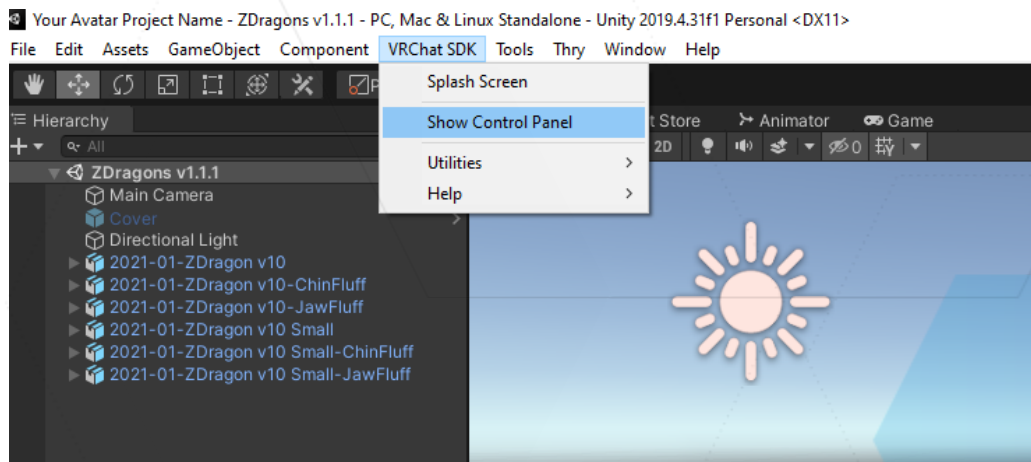 Your Avatar Project Name - ZDragons v1.1.1 - PC, Mac & Linux Standalone - Unity 2019.4.31f1 Personal <DX11>
File Edit Assets GameObject Component VRChat SDK Tools Thry Window Help
Splash Screen
Hierarchy Show Control Panel t Store Animator Game
All 2D 0
Utilities
ZDragons v1.1.1
Help
Main Camera
Cover
Directional Light
2021-01-ZDragon v10
2021-01-ZDragon v10-ChinFluff
2021-01-ZDragon v10-JawFluff
2021-01-ZDragon v10 Small
2021-01-ZDragon v10 Small-ChinFluff
2021-01-ZDragon v10 Small-JawFluff